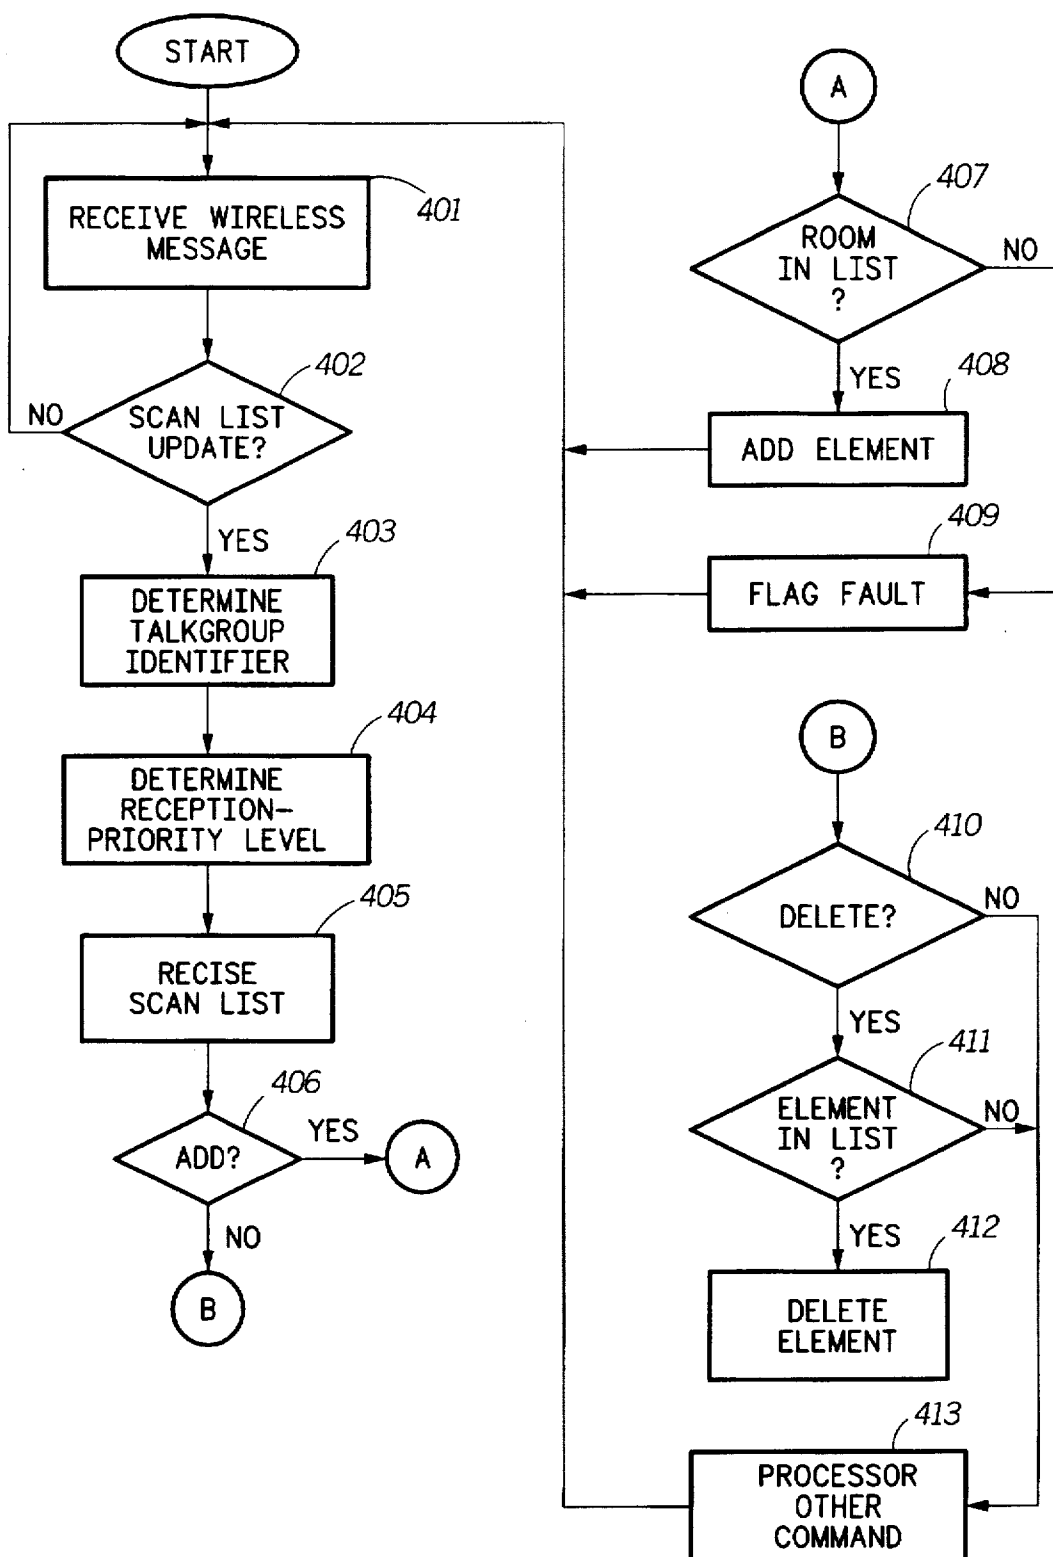 START
RECEIVE WIRELESS
MESSAGE
401
SCAN LIST
UPDATE?
402
NO
YES
403
DETERMINE
TALKGROUP
IDENTIFIER
404
DETERMINE
RECEPTION-
PRIORITY LEVEL
405
RECISE
SCAN LIST
406
ADD?
YES
A
NO
B
A
407
ROOM
IN LIST
?
NO
YES
408
ADD ELEMENT
409
FLAG FAULT
B
410
DELETE?
NO
YES
411
ELEMENT
IN LIST
?
NO
YES
412
DELETE
ELEMENT
413
PROCESSOR
OTHER
COMMAND